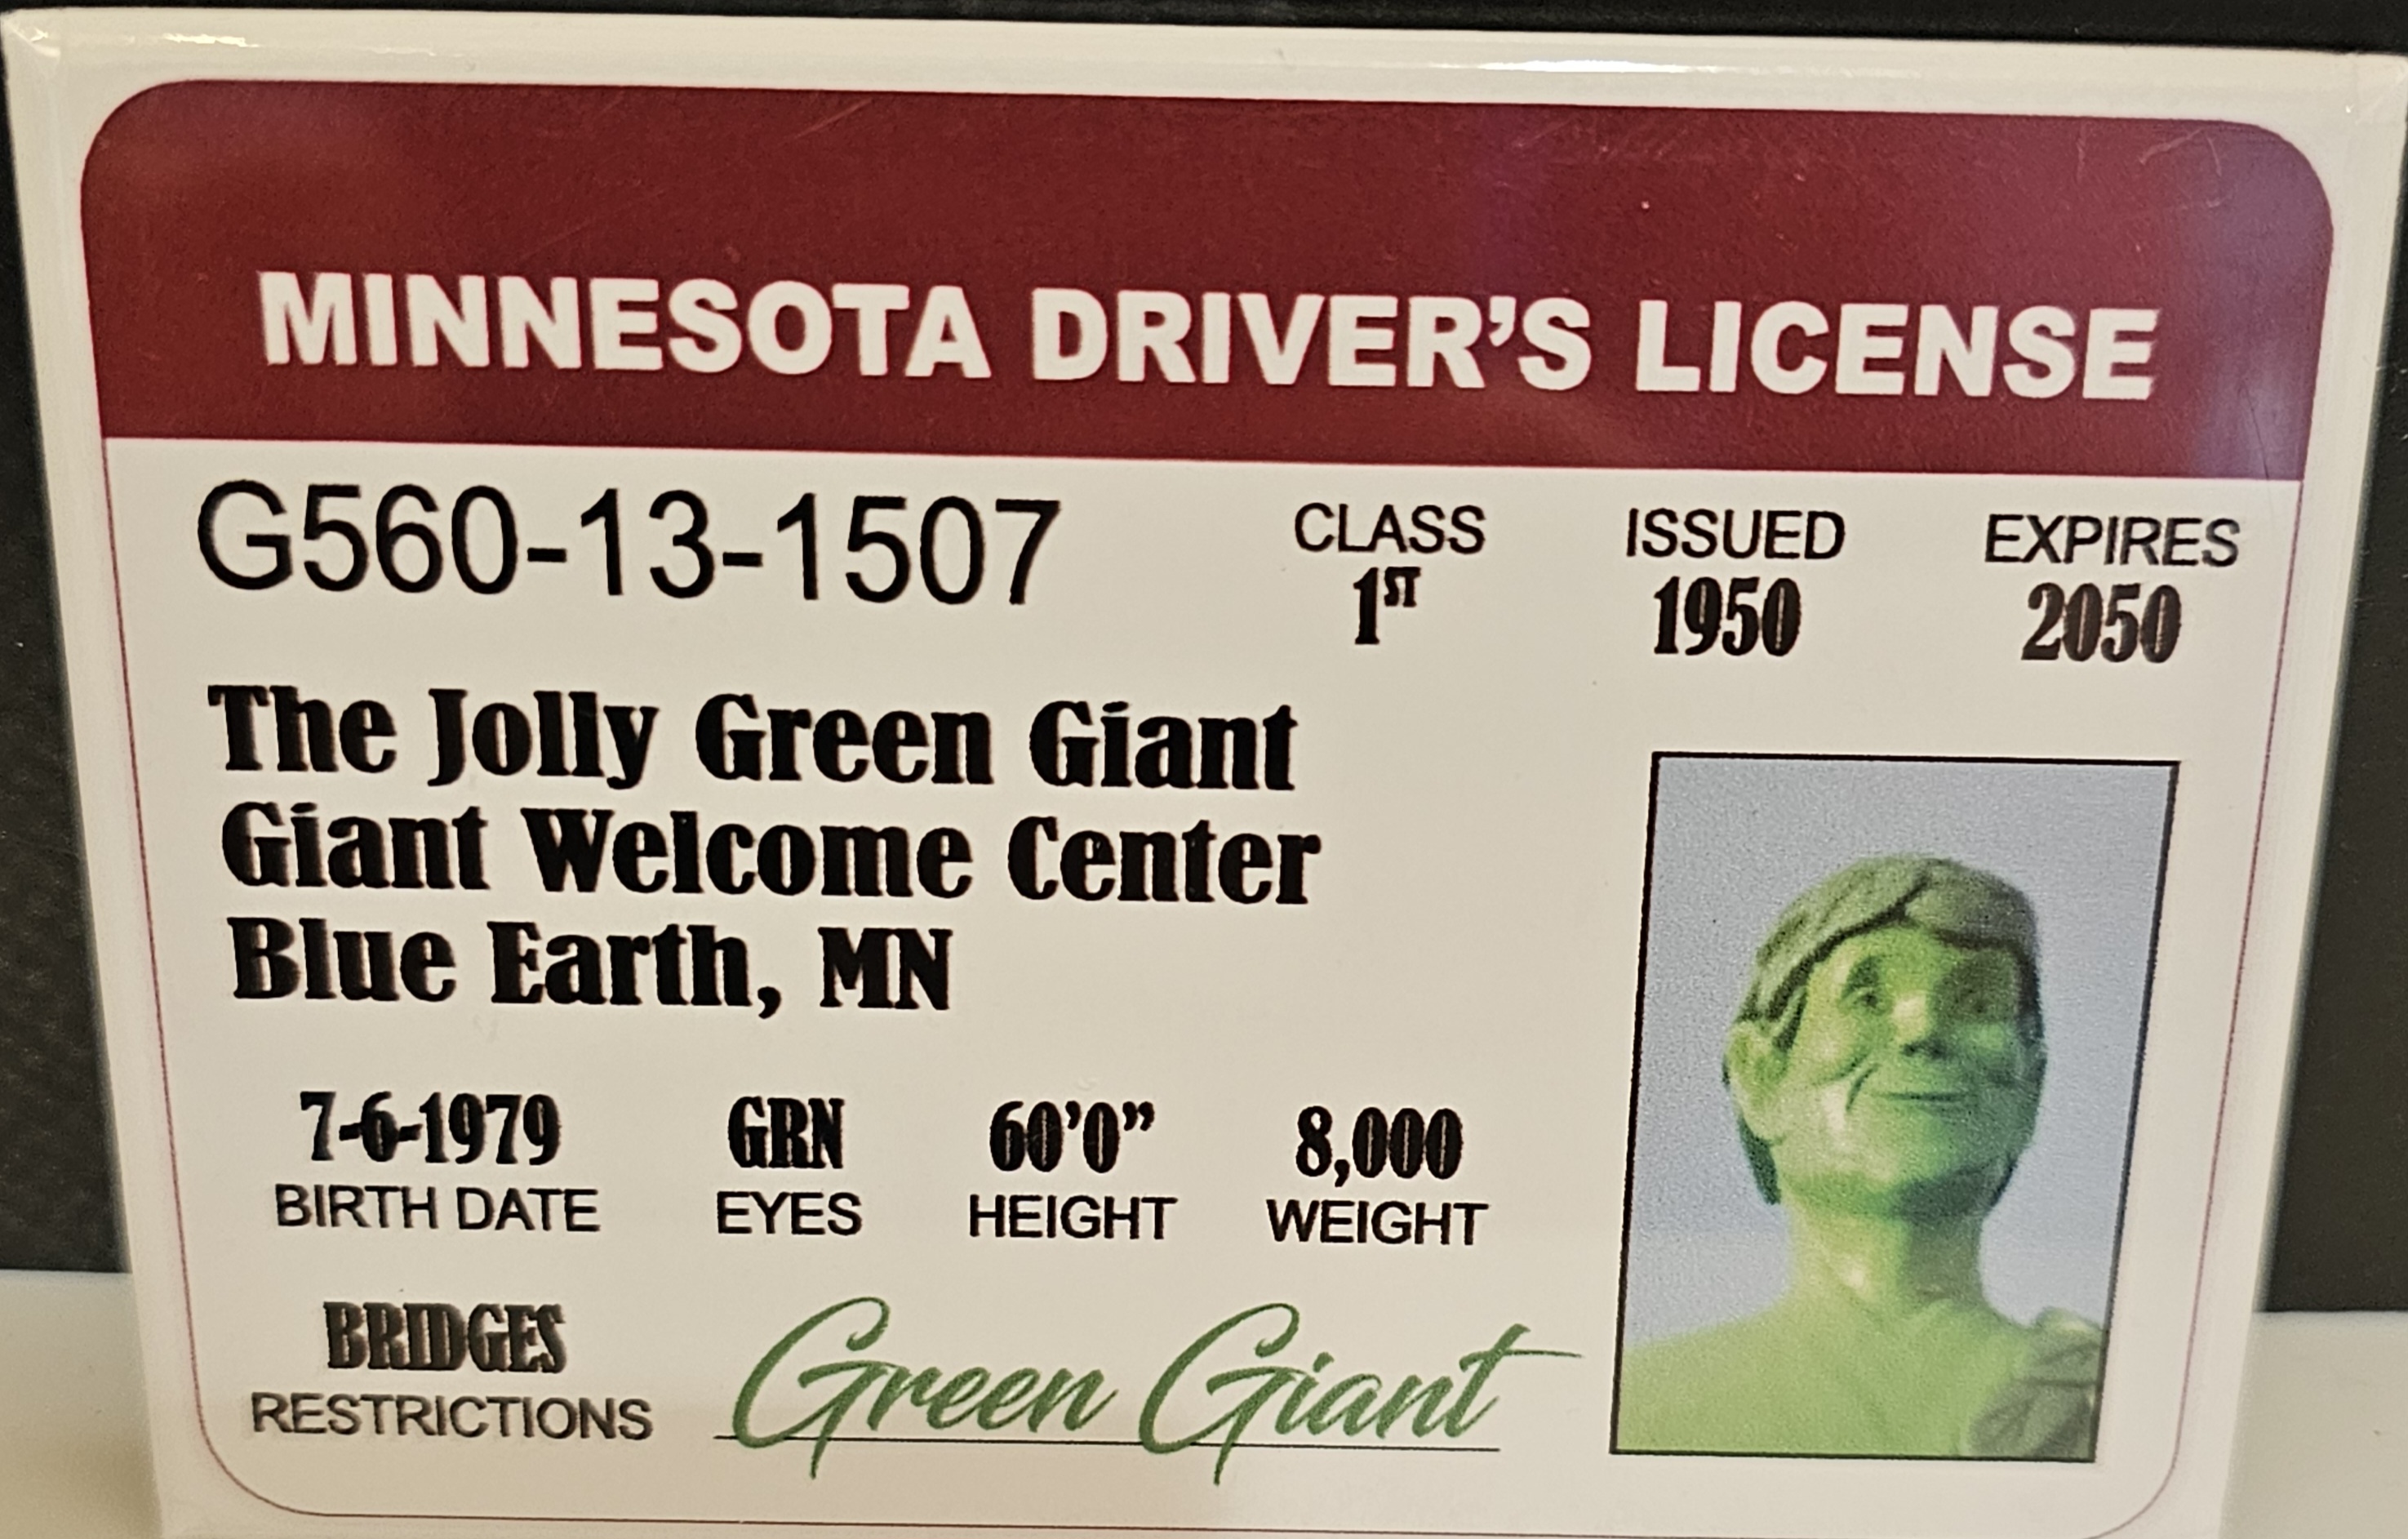 MINNESOTA DRIVER'S LICENSE
G560-13-1507
CLASS
1ST
ISSUED
1950
EXPIRES
2050
The Jolly Green Giant
Giant Welcome Center
Blue Earth, MN
7-6-1979
BIRTH DATE
GRN
EYES
60’0”
HEIGHT
8,000
WEIGHT
BRIDGES
RESTRICTIONS
Green Giant